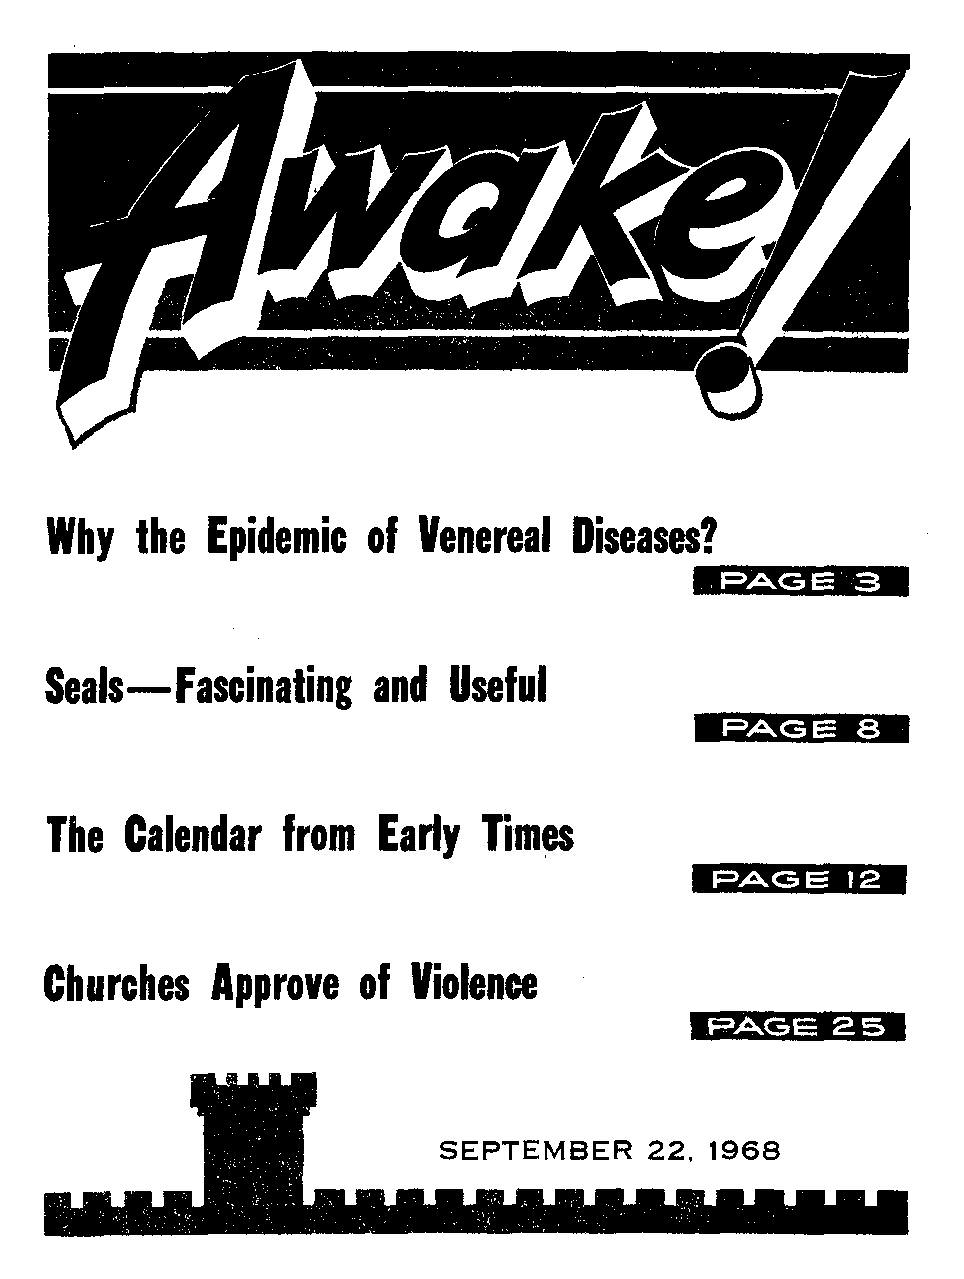 Awake!
Why the Epidemic of Venereal Diseases?
PAGE 3
Seals—Fascinating and Useful
PAGE 8
The Calendar from Early Times
PAGE 12
Churches Approve of Violence
PAGE 25
SEPTEMBER 22, 1968